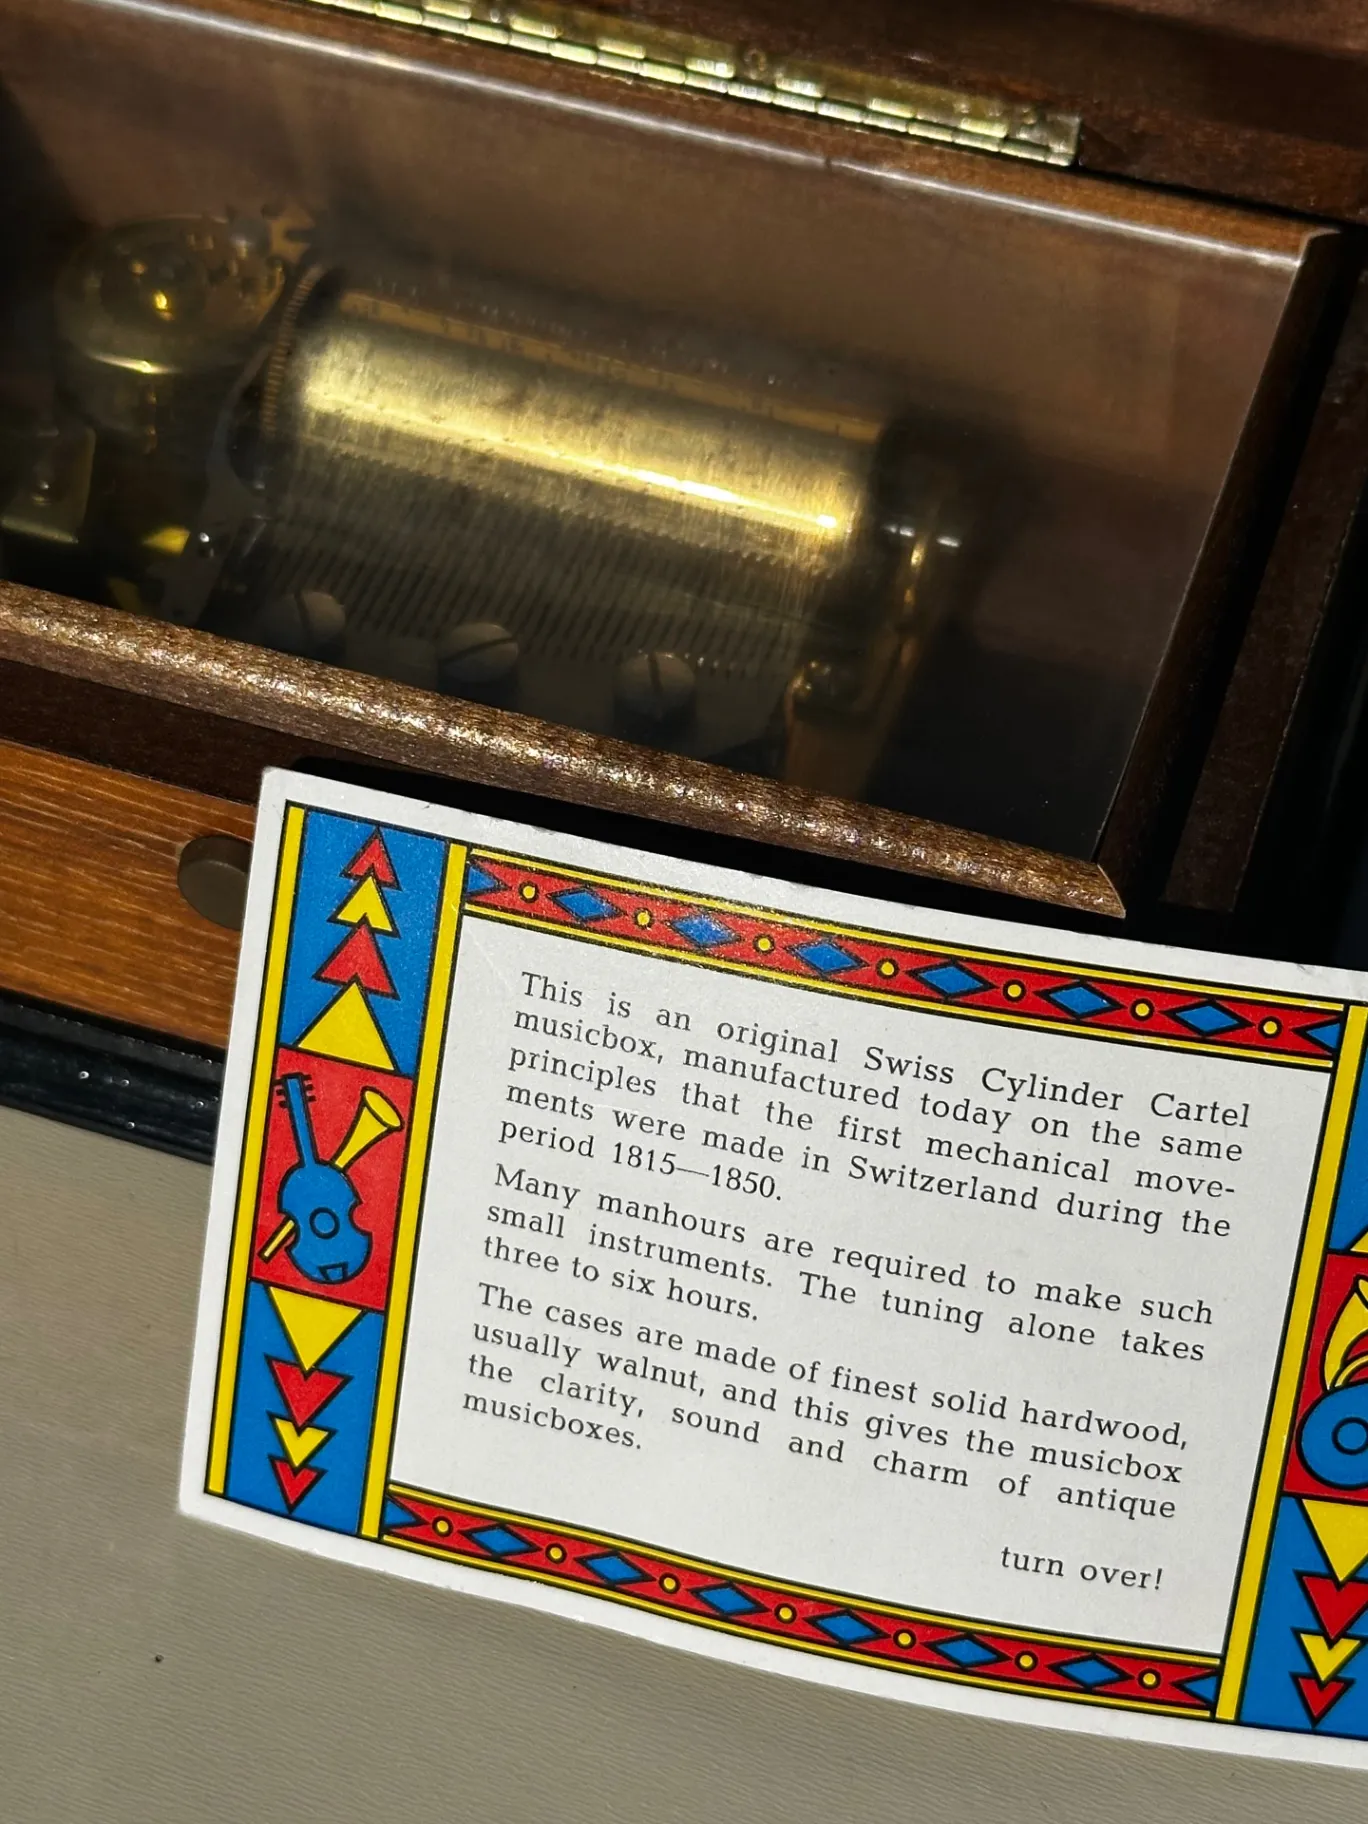 This is an original Swiss Cylinder Cartel
musicbox, manufactured today on the same
principles that the first mechanical move-
ments were made in Switzerland during the
period 1815—1850.
Many manhours are required to make such
small instruments. The tuning alone takes
three to six hours.
The cases are made of finest solid hardwood,
usually walnut, and this gives the musicbox
the clarity, sound and charm of antique
musicboxes.
turn over!